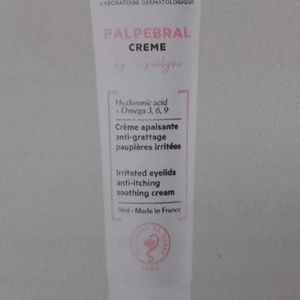 LABORATOIRE DERMATOLOGIQUE
PALPEBRAL
CREME
Hyaluronic acid
+ Omega 3, 6, 9
Crème apaisante
anti-grattage
paupières irritées
Irritated eyelids
anti-itching
soothing cream
Made in France
PARIS